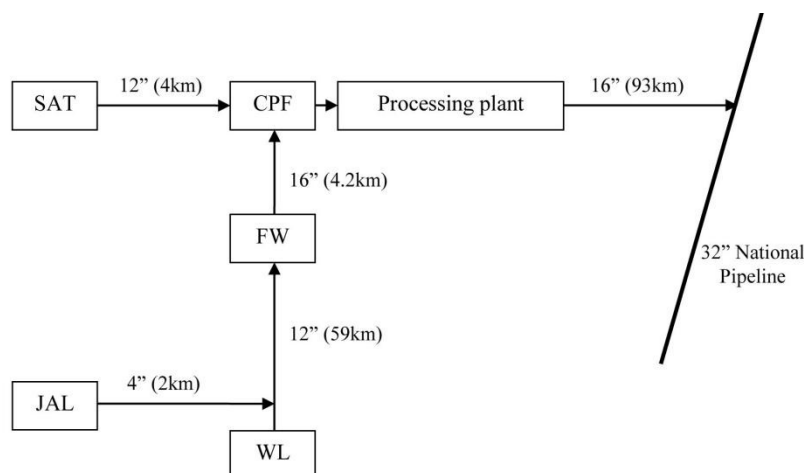 12” (4km)
16” (93km)
SAT
CPF
Processing plant
16” (4.2km)
FW
32” National
Pipeline
12” (59km)
4” (2km)
JAL
WL